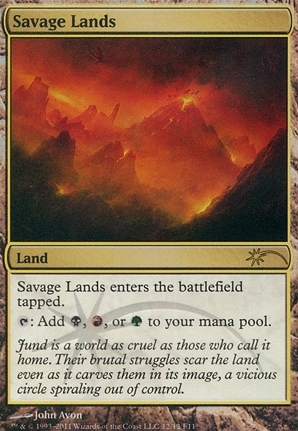 Savage Lands
Land
Savage Lands enters the battlefield
tapped.
: Add , , or to your mana pool.
Jund is a world as cruel as those who call it
home. Their brutal struggles scar the land
even as it carves them in its image, a vicious
circle spiraling out of control.
John Avon
™ & © 1993-2011 Wizards of the Coast LLC 12/12 F11